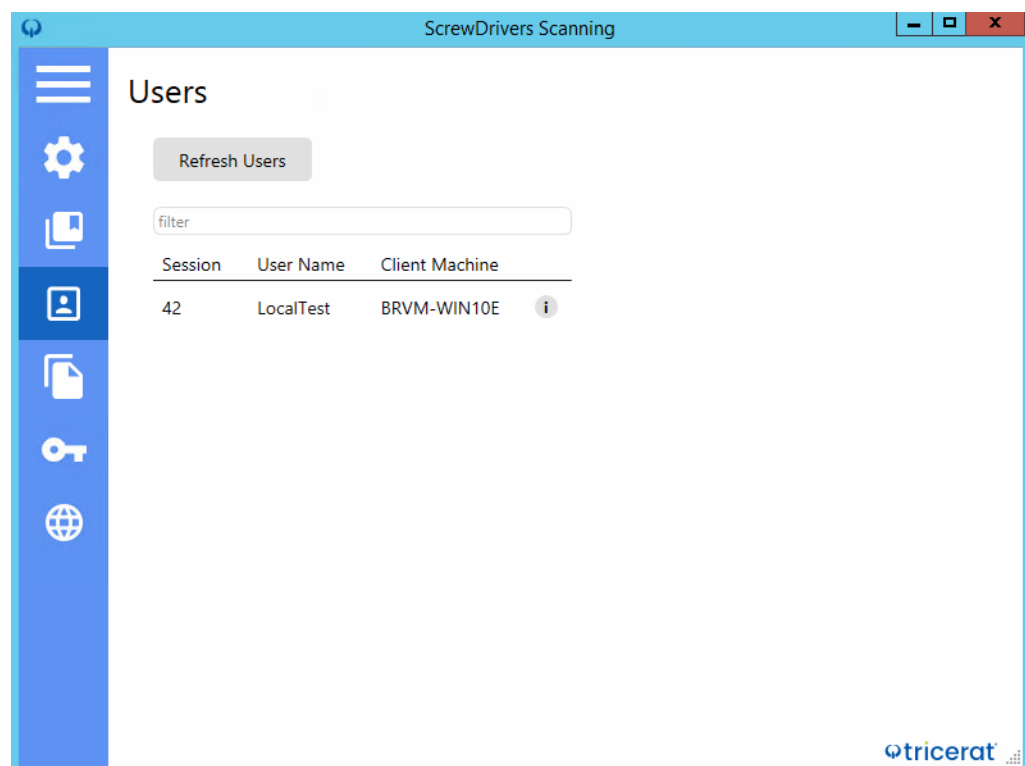 ScrewDrivers Scanning
Users
Refresh Users
filter
Session User Name Client Machine
42 LocalTest BRVM-WIN10E i
tricerat